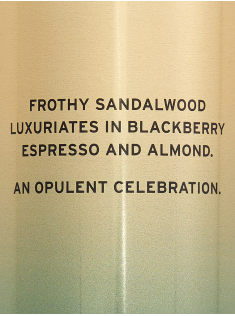 FROTHY SANDALWOOD
LUXURIATES IN BLACKBERRY
ESPRESSO AND ALMOND.
AN OPULENT CELEBRATION.